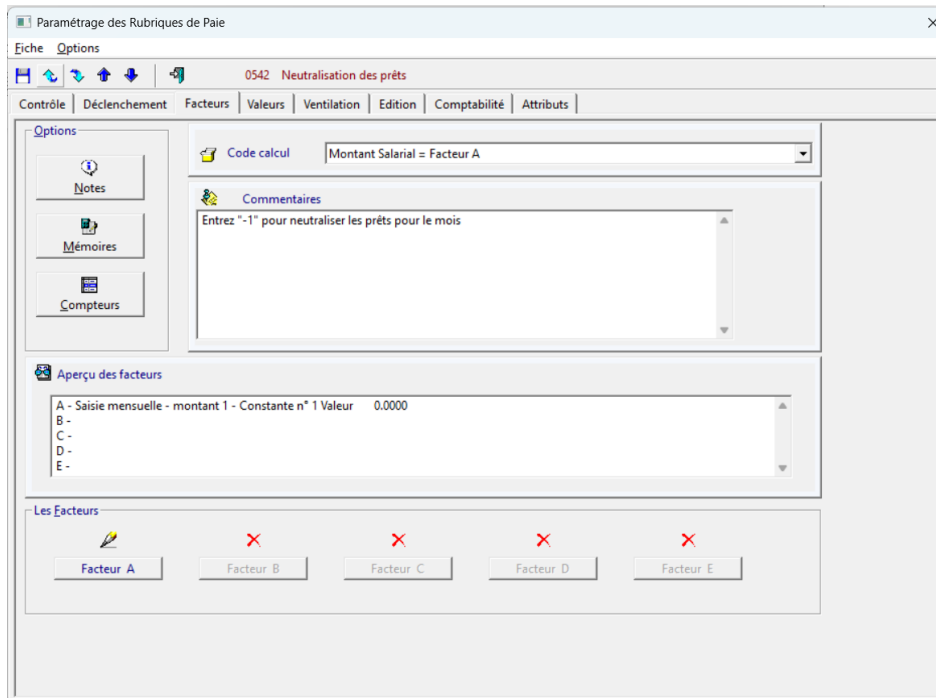 Paramétrage des Rubriques de Paie
Fiche Options
0542 Neutralisation des prêts
Contrôle Déclenchement Facteurs Valeurs Ventilation Edition Comptabilité Attributs
Options
Notes
Mémoires
Compteurs
Code calcul Montant Salarial = Facteur A
Commentaires
Entrez "-1" pour neutraliser les prêts pour le mois
Aperçu des facteurs
A - Saisie mensuelle - montant 1 - Constante n° 1 Valeur 0.0000
B -
C -
D -
E -
Les Facteurs
Facteur A Facteur B Facteur C Facteur D Facteur E